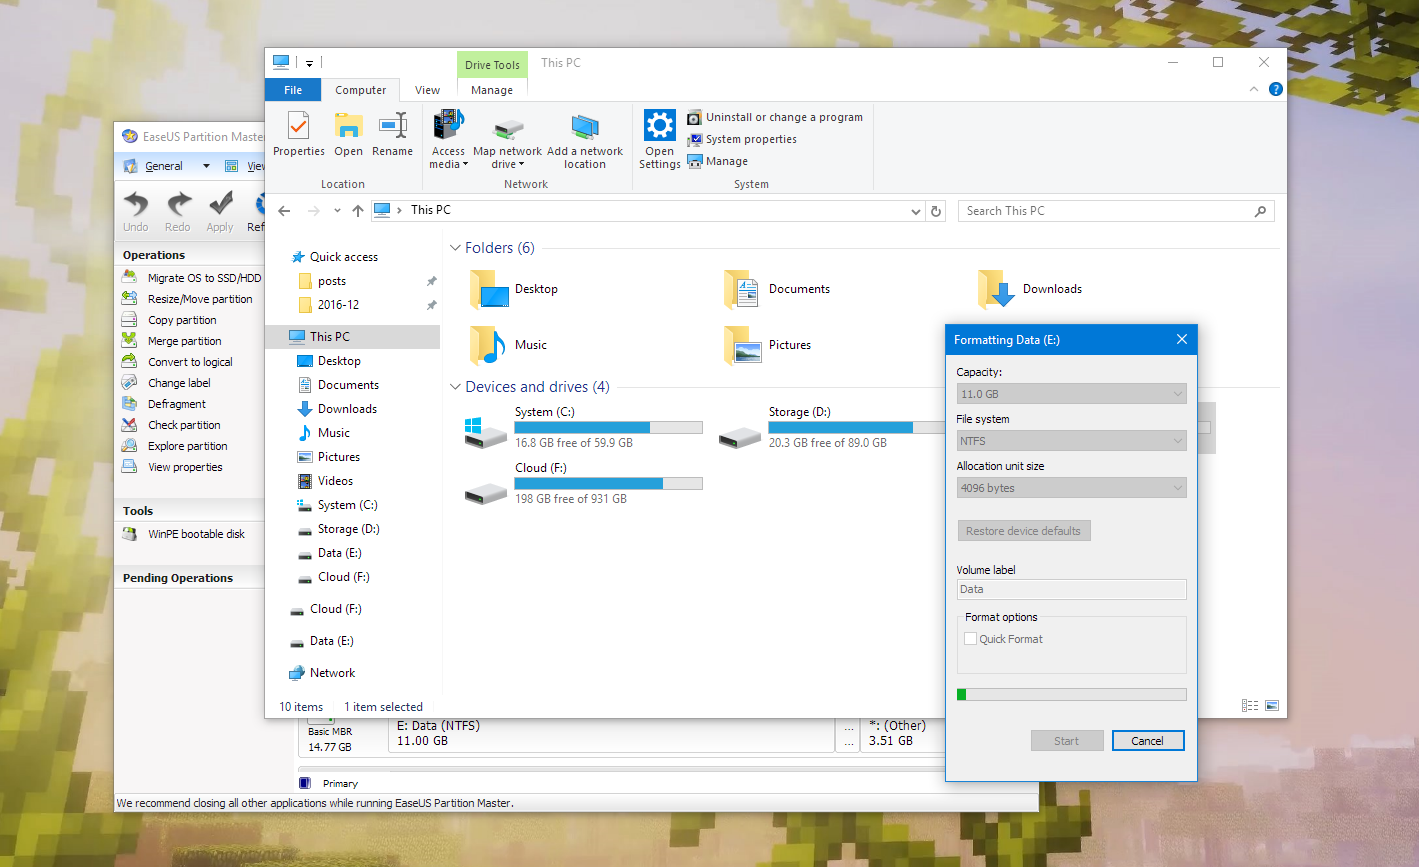 This PC
Drive Tools
File
Computer
View
Manage
Properties
Open
Rename
Location
Access media
Map network drive
Add a network location
Network
Open Settings
Uninstall or change a program
System properties
Manage
System
This PC
Search This PC
Quick access
posts
2016-12
This PC
Desktop
Documents
Downloads
Music
Pictures
Videos
System (C:)
Storage (D:)
Data (E:)
Cloud (F:)
Cloud (F:)
Data (E:)
Network
Folders (6)
Desktop
Documents
Downloads
Music
Pictures
Devices and drives (4)
System (C:)
16.8 GB free of 59.9 GB
Storage (D:)
20.3 GB free of 89.0 GB
Cloud (F:)
198 GB free of 931 GB
10 items
1 item selected
Formatting Data (E:)
Capacity:
11.0 GB
File system
NTFS
Allocation unit size
4096 bytes
Restore device defaults
Volume label
Data
Format options
Quick Format
Start
Cancel
EaseUS Partition Master
General
Undo
Redo
Apply
Operations
Migrate OS to SSD/HDD
Resize/Move partition
Copy partition
Merge partition
Convert to logical
Change label
Defragment
Check partition
Explore partition
View properties
Tools
WinPE bootable disk
Pending Operations
Basic MBR
14.77 GB
E: Data (NTFS)
11.00 GB
...
...
*: (Other)
3.51 GB
Primary
We recommend closing all other applications while running EaseUS Partition Master.